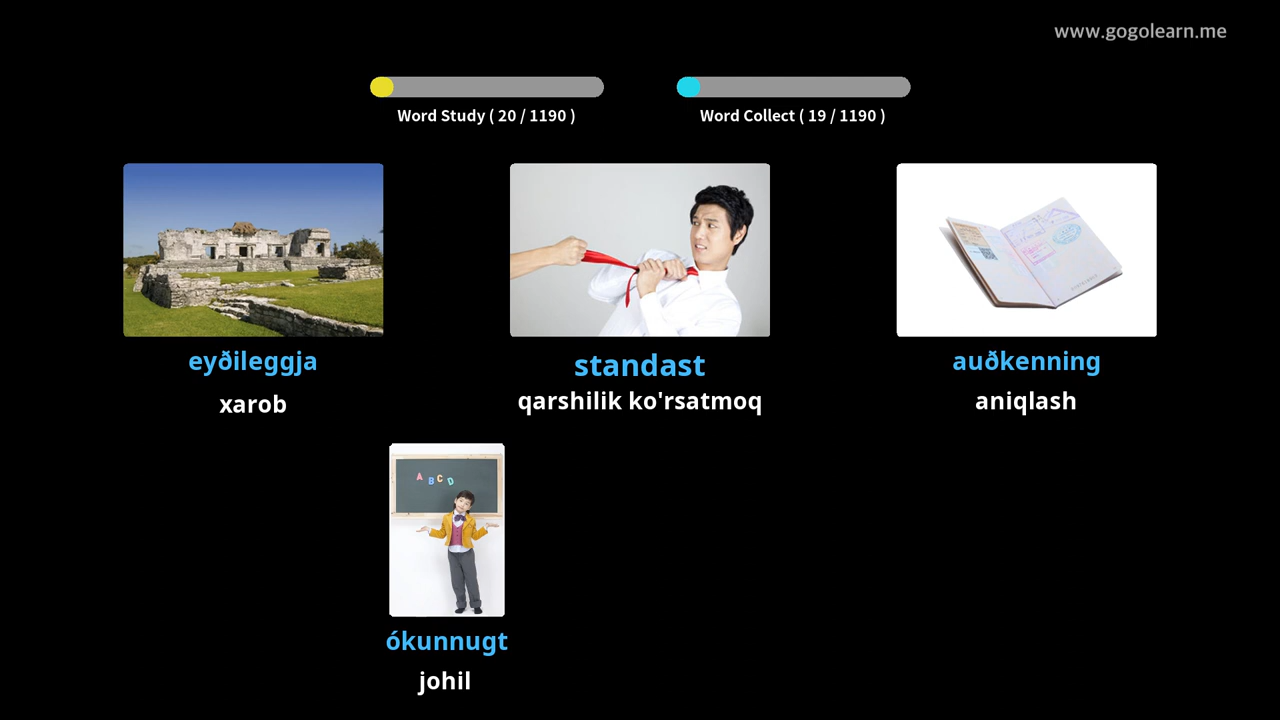 www.gogolearn.me
Word Study ( 20 / 1190 )
Word Collect ( 19 / 1190 )
eyðileggja
xarob
standast
qarshilik ko'rsatmoq
auðkenning
aniqlash
A B C D
ókunnugt
johil